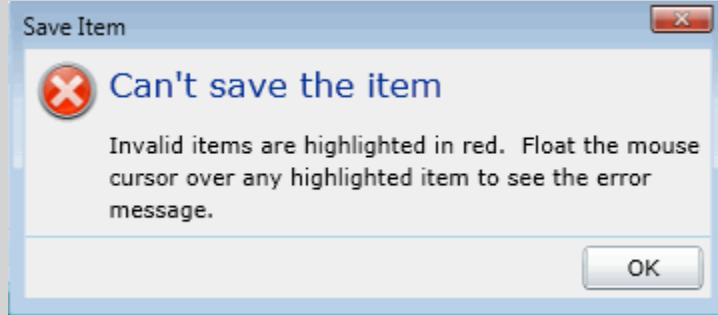 Save Item
Can't save the item
Invalid items are highlighted in red.  Float the mouse
cursor over any highlighted item to see the error
message.
OK